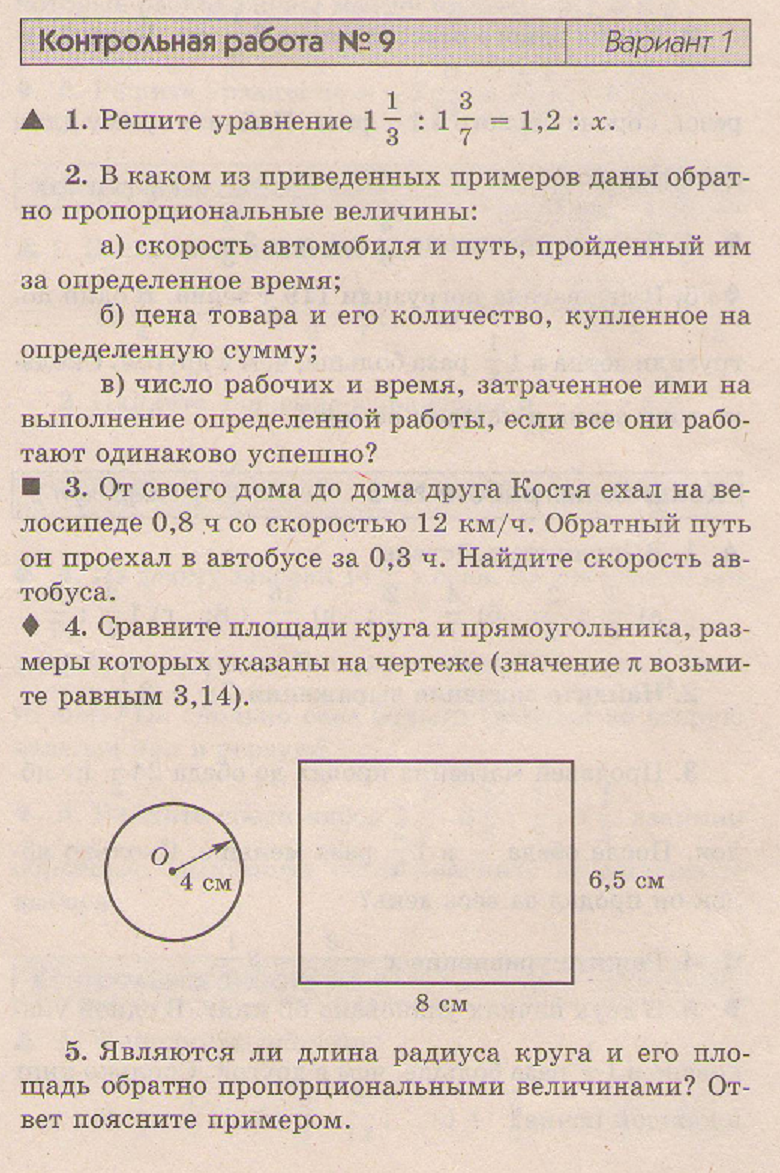 Контрольная работа № 9 Вариант 1
▲ 1. Решите уравнение 1 1/3 : 1 3/7 = 1,2 : x.
2. В каком из приведенных примеров даны обрат-
но пропорциональные величины:
а) скорость автомобиля и путь, пройденный им
за определенное время;
б) цена товара и его количество, купленное на
определенную сумму;
в) число рабочих и время, затраченное ими на
выполнение определенной работы, если все они рабо-
тают одинаково успешно?
■ 3. От своего дома до дома друга Костя ехал на ве-
лосипеде 0,8 ч со скоростью 12 км/ч. Обратный путь
он проехал в автобусе за 0,3 ч. Найдите скорость ав-
тобуса.
♦ 4. Сравните площади круга и прямоугольника, раз-
меры которых указаны на чертеже (значение π возьми-
те равным 3,14).
O
4 см
6,5 см
8 см
5. Являются ли длина радиуса круга и его пло-
щадь обратно пропорциональными величинами? От-
вет поясните примером.